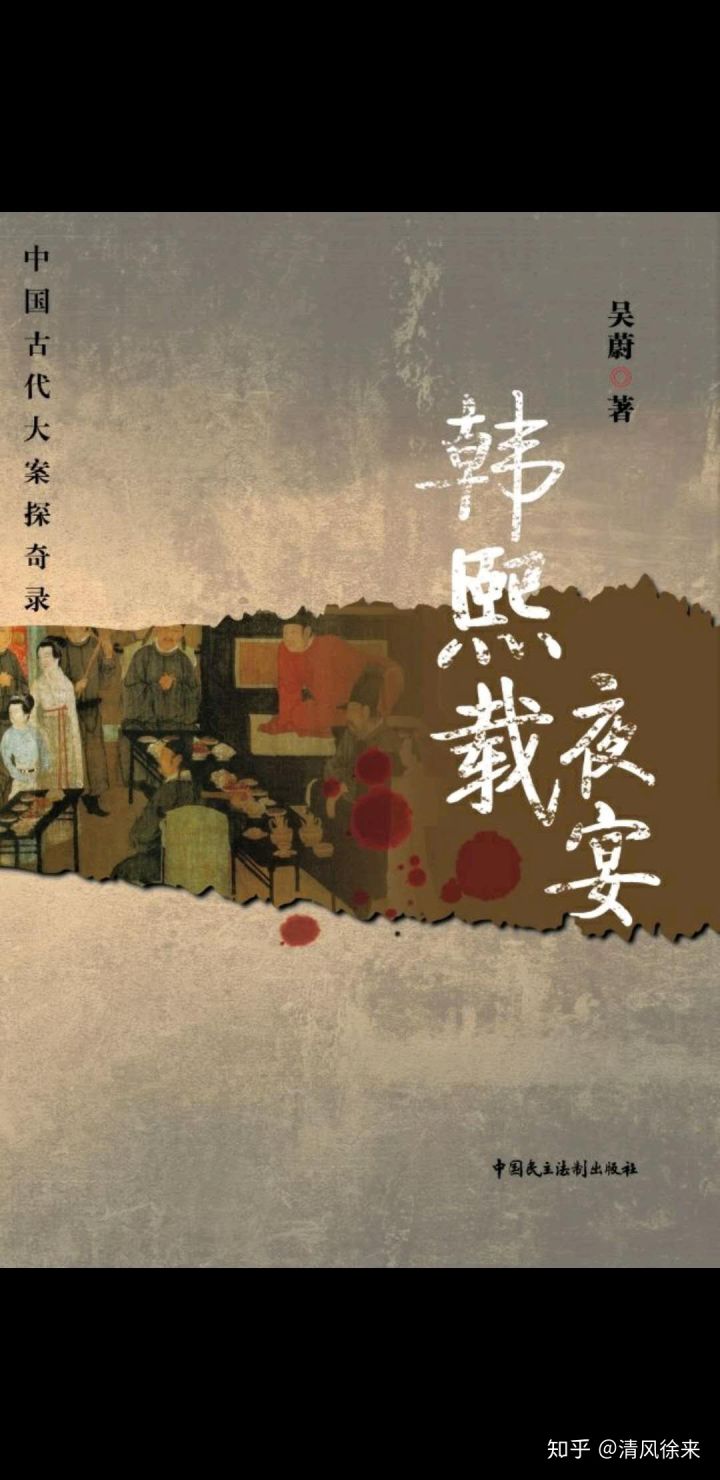 中国古代大案探奇录
吴蔚◎著
韩熙载
夜宴
中国民主法制出版社
知乎 @清风徐来